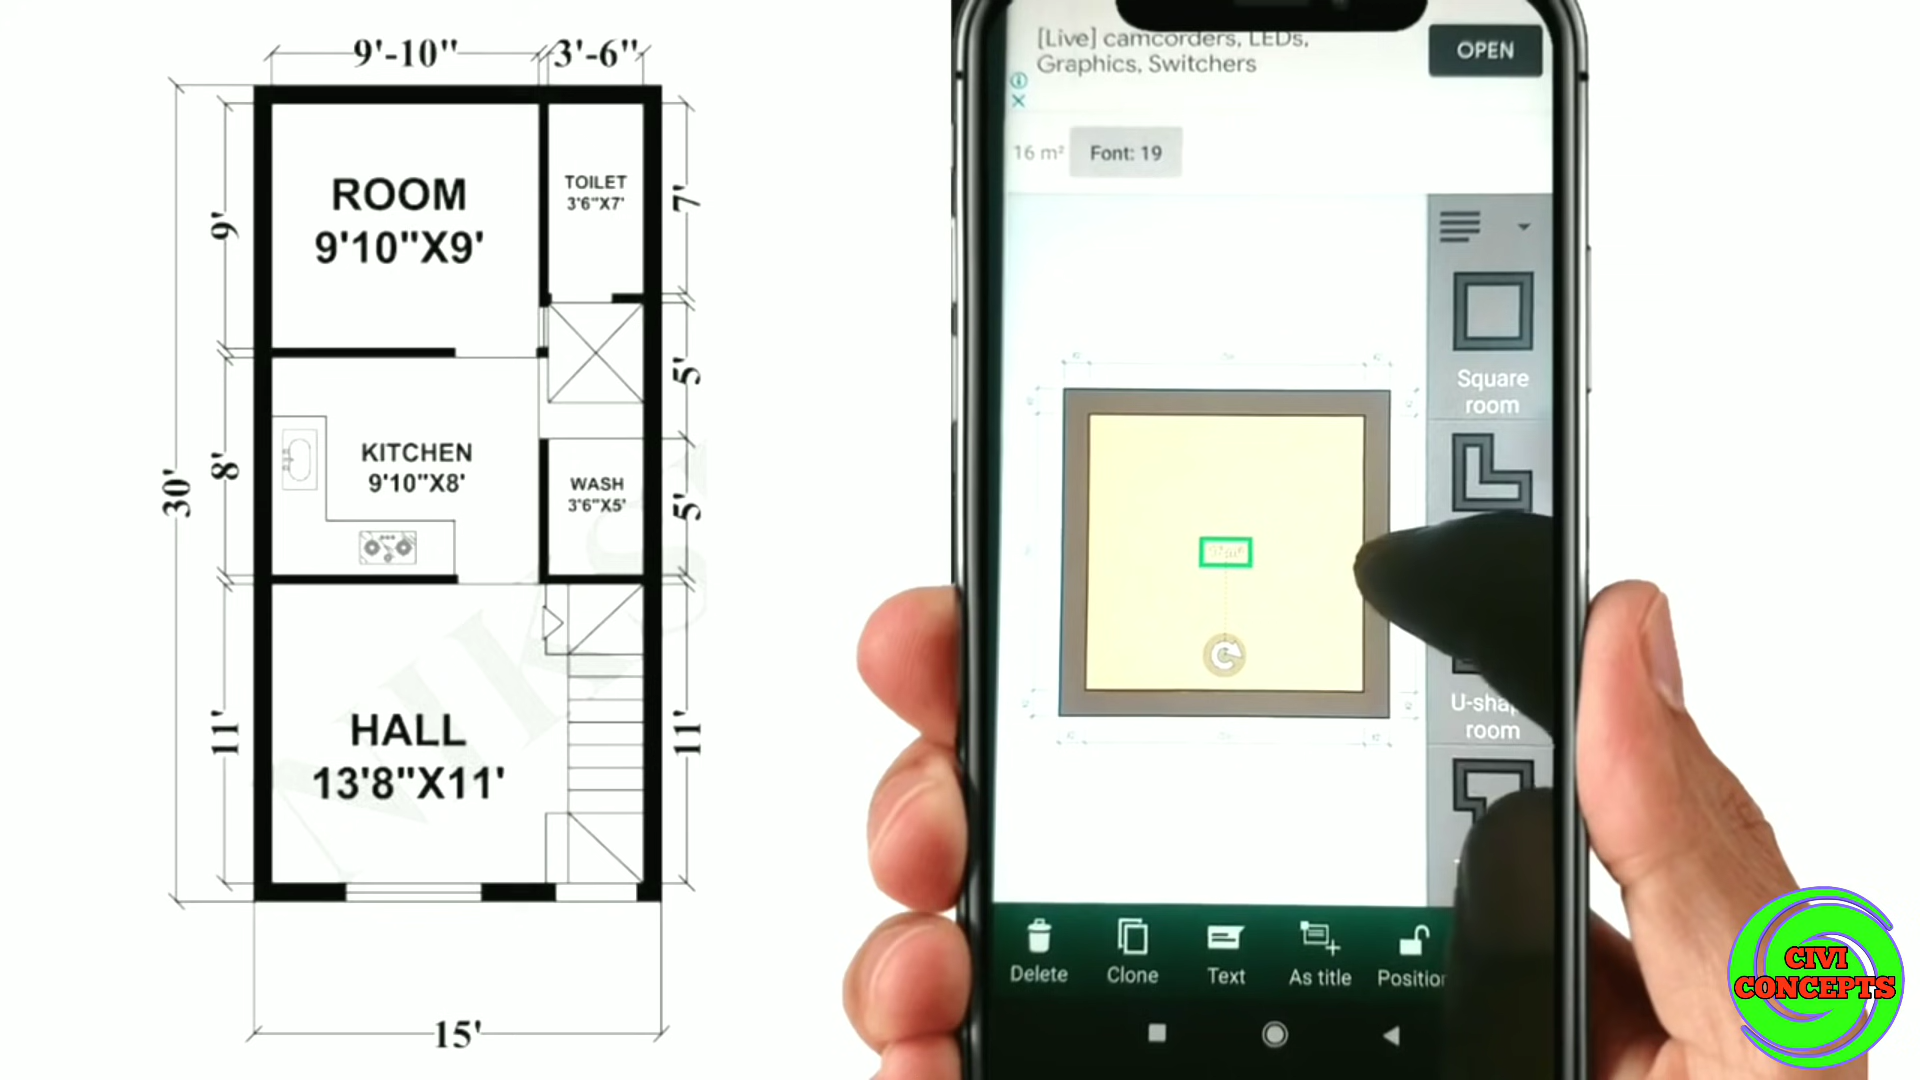 9'-10"
3'-6"
ROOM
9'10"X9'
TOILET
3'6"X7'
9'
7'
5'
30'
8'
KITCHEN
9'10"X8'
WASH
3'6"X5'
5'
HALL
13'8"X11'
11'
11'
15'
NIKS
[Live] camcorders, LEDs,
Graphics, Switchers
OPEN
16 m²
Font: 19
Square
room
room
Delete
Clone
Text
As title
CIVI
CONCEPTS